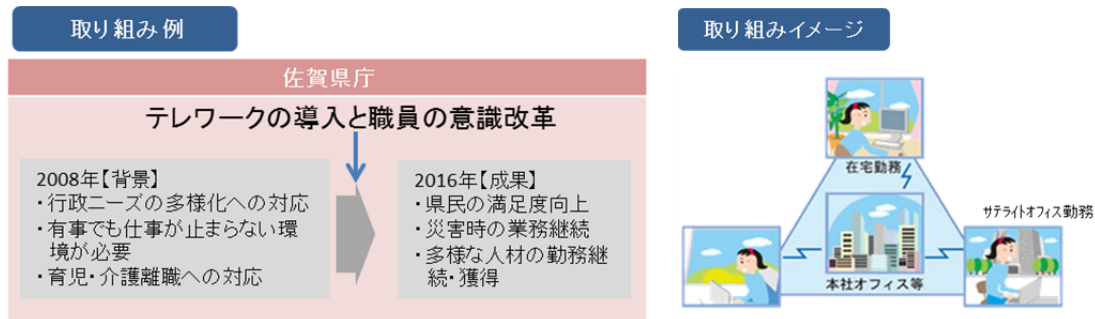 取り組み例
佐賀県庁
テレワークの導入と職員の意識改革
2008年【背景】
・行政ニーズの多様化への対応
・有事でも仕事が止まらない環
境が必要
・育児・介護離職への対応
2016年【成果】
・県民の満足度向上
・災害時の業務継続
・多様な人材の勤務継
続・獲得
取り組みイメージ
在宅勤務
サテライトオフィス勤務
本社オフィス等